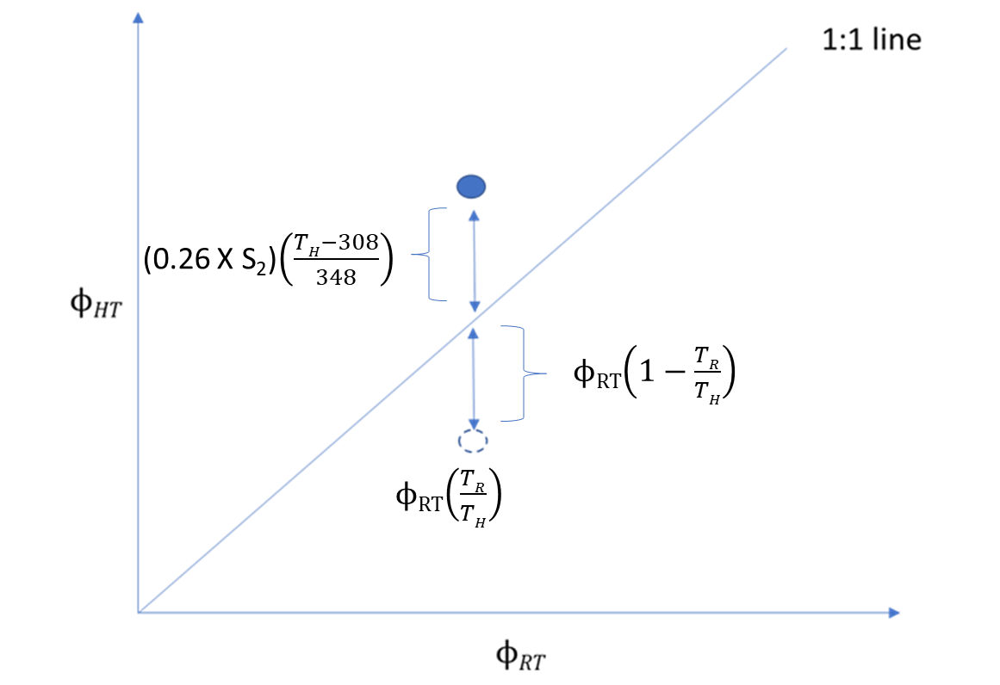 1:1 line
(0.26 X S₂)(T_H−308/348)
ϕ_HT
ϕ_RT(1 − T_R/T_H)
ϕ_RT(T_R/T_H)
ϕ_RT